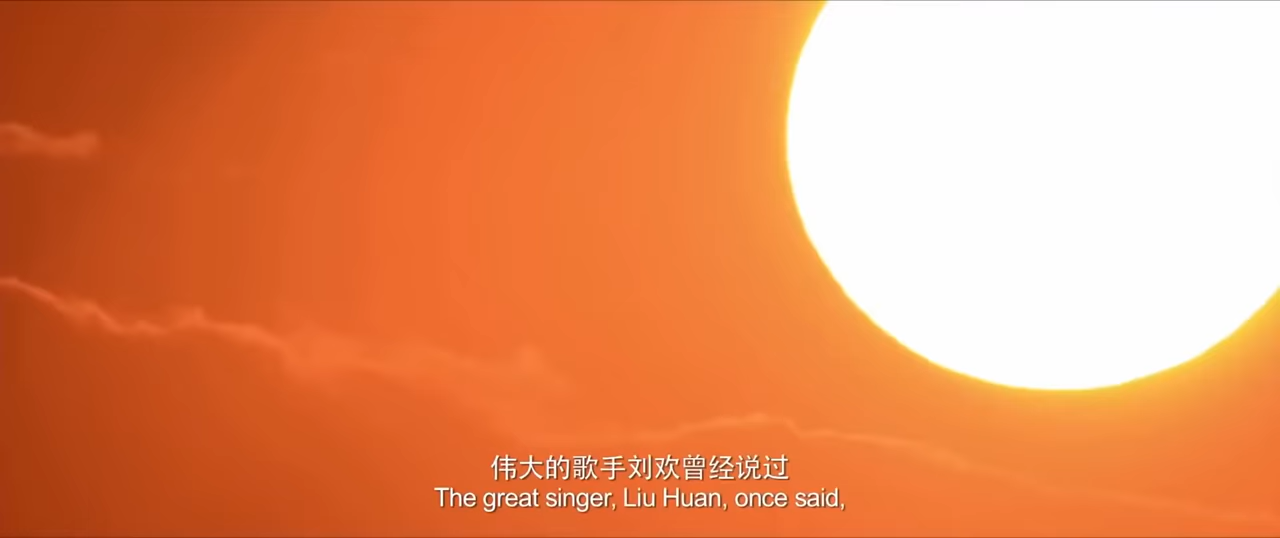 伟大的歌手刘欢曾经说过
The great singer, Liu Huan, once said,